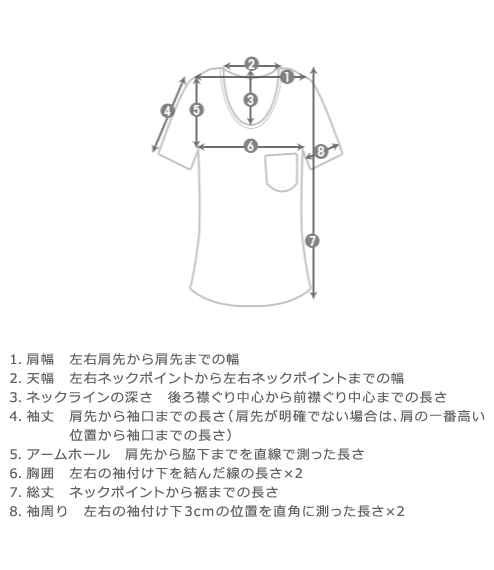 2
1
3
4
5
6
8
7
1. 肩幅　左右肩先から肩先までの幅
2. 天幅　左右ネックポイントから左右ネックポイントまでの幅
3. ネックラインの深さ　後ろ襟ぐり中心から前襟ぐり中心までの長さ
4. 袖丈　肩先から袖口までの長さ（肩先が明確でない場合は、肩の一番高い
位置から袖口までの長さ）
5. アームホール　肩先から脇下までを直線で測った長さ
6. 胸囲　左右の袖付け下を結んだ線の長さ×2
7. 総丈　ネックポイントから裾までの長さ
8. 袖周り　左右の袖付け下3cmの位置を直角に測った長さ×2